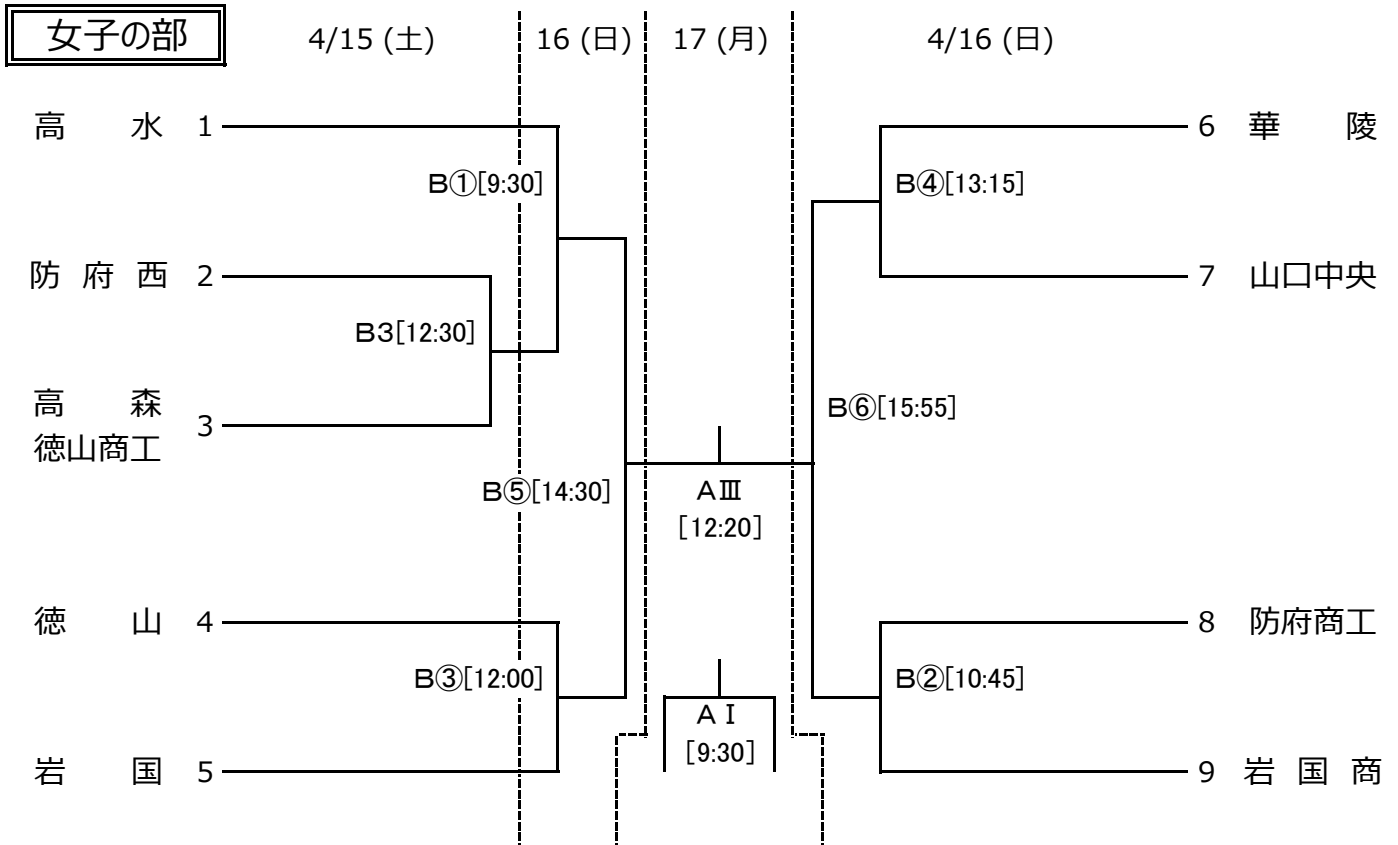 女子の部 4/15 (土) 16 (日) 17 (月) 4/16 (日)
高水 1
6 華陵
B①[9:30]
B④[13:15]
防府西 2
7 山口中央
B3[12:30]
高森
徳山商工
3
B⑥[15:55]
B⑤[14:30]
AⅢ
[12:20]
徳山 4
8 防府商工
B③[12:00]
B②[10:45]
AⅠ
[9:30]
岩国 5
9 岩国商